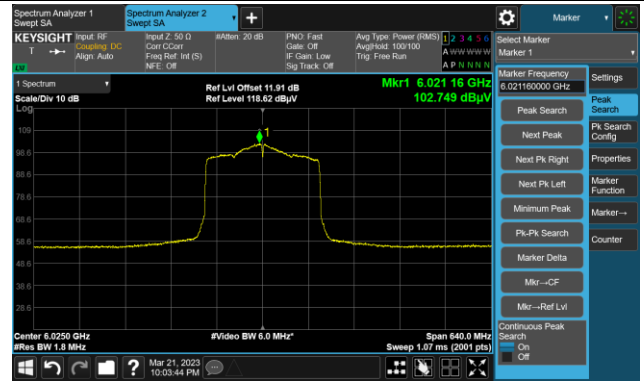 Spectrum Analyzer 1
Swept SA
Spectrum Analyzer 2
Swept SA
+
Marker
KEYSIGHT
Input: RF
Coupling: DC
Align: Auto
Input Z: 50 Ω
Corr CCorr
Freq Ref: Int (S)
NFE: Off
#Atten: 20 dB
PNO: Fast
Gate: Off
IF Gain: Low
Sig Track: Off
Avg Type: Power (RMS)
Avg|Hold: 100/100
Trig: Free Run
1 2 3 4 5 6
A W W W W W
A P N N N N
LVI
Select Marker
Marker 1
1 Spectrum
Scale/Div 10 dB
Log
Ref Lvl Offset 11.91 dB
Ref Level 118.62 dBµV
Mkr1 6.021 16 GHz
102.749 dBµV
1
109
98.6
88.6
78.6
68.6
58.6
48.6
38.6
28.6
Center 6.0250 GHz
#Res BW 1.8 MHz
#Video BW 6.0 MHz*
Span 640.0 MHz
Sweep 1.07 ms (2001 pts)
Marker Frequency
6.021160000 GHz
Peak Search
Next Peak
Next Pk Right
Next Pk Left
Minimum Peak
Pk-Pk Search
Marker Delta
Mkr→CF
Mkr→Ref Lvl
Continuous Peak
Search
On
Off
Settings
Peak
Search
Pk Search
Config
Properties
Marker
Function
Marker→
Counter
?
Mar 21, 2023
10:03:44 PM